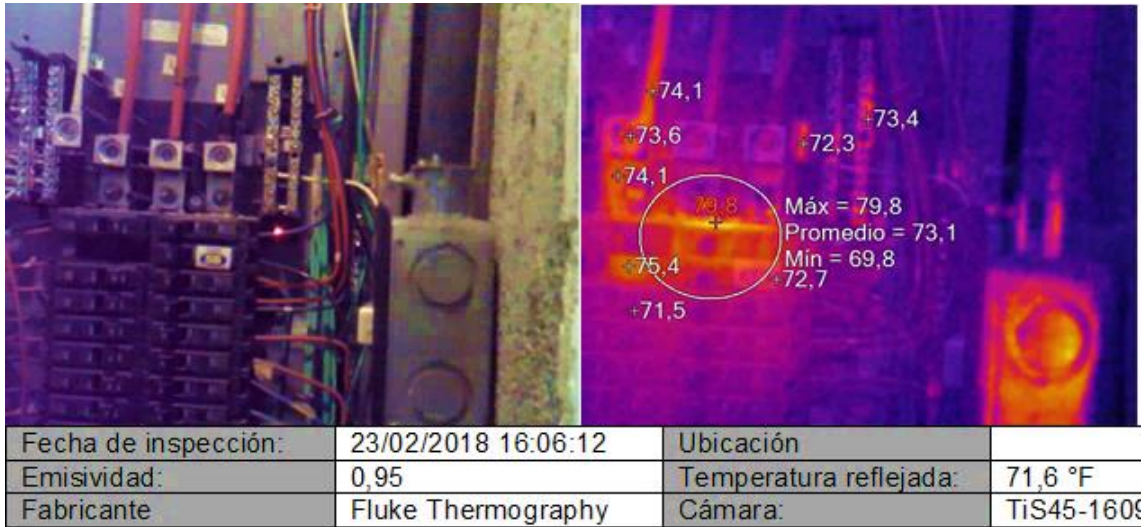 +74,1
+73,4
+73,6
+72,3
+74,1
79,8
Máx = 79,8
Promedio = 73,1
Mín = 69,8
+75,4
+72,7
+71,5
Fecha de inspección: 23/02/2018 16:06:12 Ubicación
Emisividad: 0,95 Temperatura reflejada: 71,6 °F
Fabricante Fluke Thermography Cámara: TiS45-1609